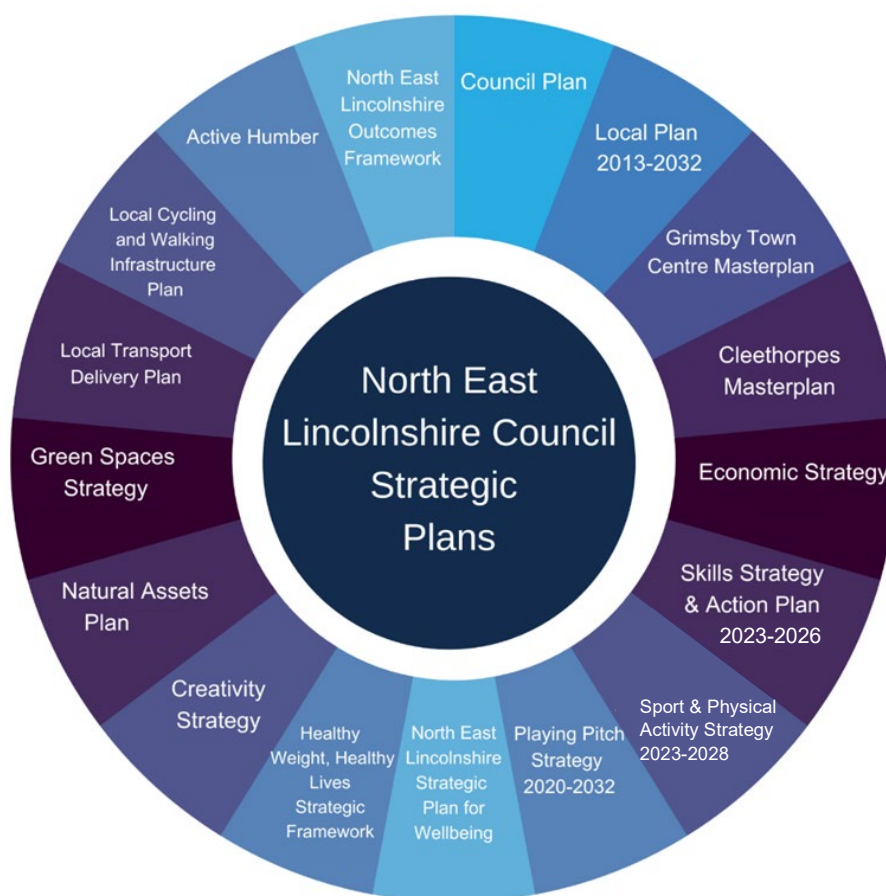 North East
Lincolnshire Council
Strategic
Plans
Council Plan
Local Plan
2013-2032
Grimsby Town
Centre Masterplan
Cleethorpes
Masterplan
Economic Strategy
Skills Strategy
& Action Plan
2023-2026
Sport & Physical
Activity Strategy
2023-2028
Playing Pitch
Strategy
2020-2032
North East
Lincolnshire
Strategic
Plan for
Wellbeing
Healthy
Weight, Healthy
Lives
Strategic
Framework
Creativity
Strategy
Natural Assets
Plan
Green Spaces
Strategy
Local Transport
Delivery Plan
Local Cycling
and Walking
Infrastructure
Plan
Active Humber
North East
Lincolnshire
Outcomes
Framework